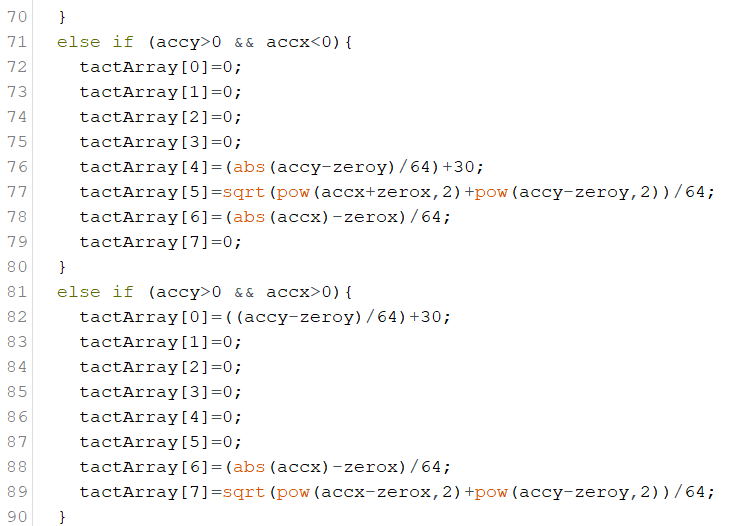 70 }
71 else if (accy>0 && accx<0){
72 tactArray[0]=0;
73 tactArray[1]=0;
74 tactArray[2]=0;
75 tactArray[3]=0;
76 tactArray[4]=(abs(accy-zeroy)/64)+30;
77 tactArray[5]=sqrt(pow(accx+zerox,2)+pow(accy-zeroy,2))/64;
78 tactArray[6]=(abs(accx)-zerox)/64;
79 tactArray[7]=0;
80 }
81 else if (accy>0 && accx>0){
82 tactArray[0]=((accy-zeroy)/64)+30;
83 tactArray[1]=0;
84 tactArray[2]=0;
85 tactArray[3]=0;
86 tactArray[4]=0;
87 tactArray[5]=0;
88 tactArray[6]=(abs(accx)-zerox)/64;
89 tactArray[7]=sqrt(pow(accx-zerox,2)+pow(accy-zeroy,2))/64;
90 }